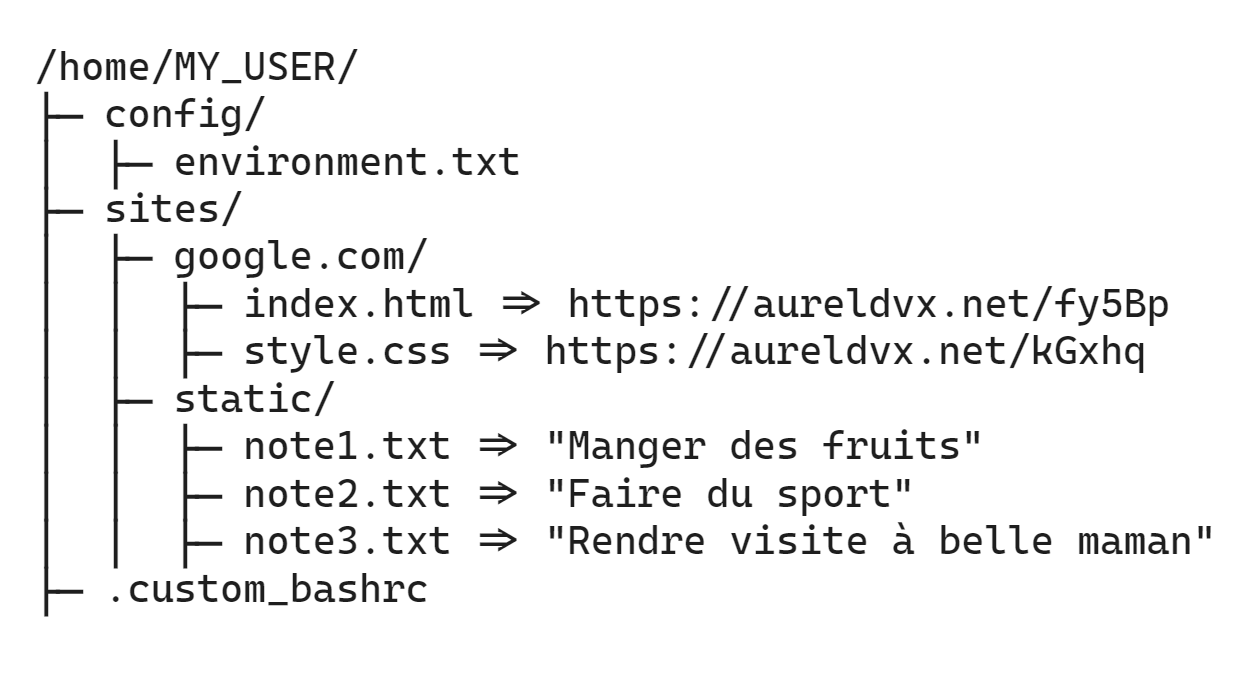 /home/MY_USER/
├─ config/
│  ├─ environment.txt
├─ sites/
│  ├─ google.com/
│  │  ├─ index.html => https://aureldvx.net/fy5Bp
│  │  ├─ style.css => https://aureldvx.net/kGxhq
│  ├─ static/
│  │  ├─ note1.txt => "Manger des fruits"
│  │  ├─ note2.txt => "Faire du sport"
│  │  ├─ note3.txt => "Rendre visite à belle maman"
├─ .custom_bashrc